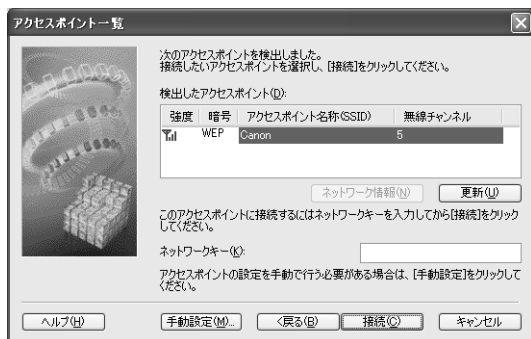 アクセスポイント一覧
次のアクセスポイントを検出しました。
接続したいアクセスポイントを選択し、[接続]をクリックしてください。
検出したアクセスポイント(D):
強度 暗号 アクセスポイント名称(SSID) 無線チャンネル
WEP Canon 5
ネットワーク情報(N) 更新(U)
このアクセスポイントに接続するにはネットワークキーを入力してから[接続]をクリック
してください。
ネットワークキー(K):
アクセスポイントの設定を手動で行う必要がある場合は、[手動設定]をクリックして
ください。
ヘルプ(H) 手動設定(M)... <戻る(B) 接続(C) キャンセル